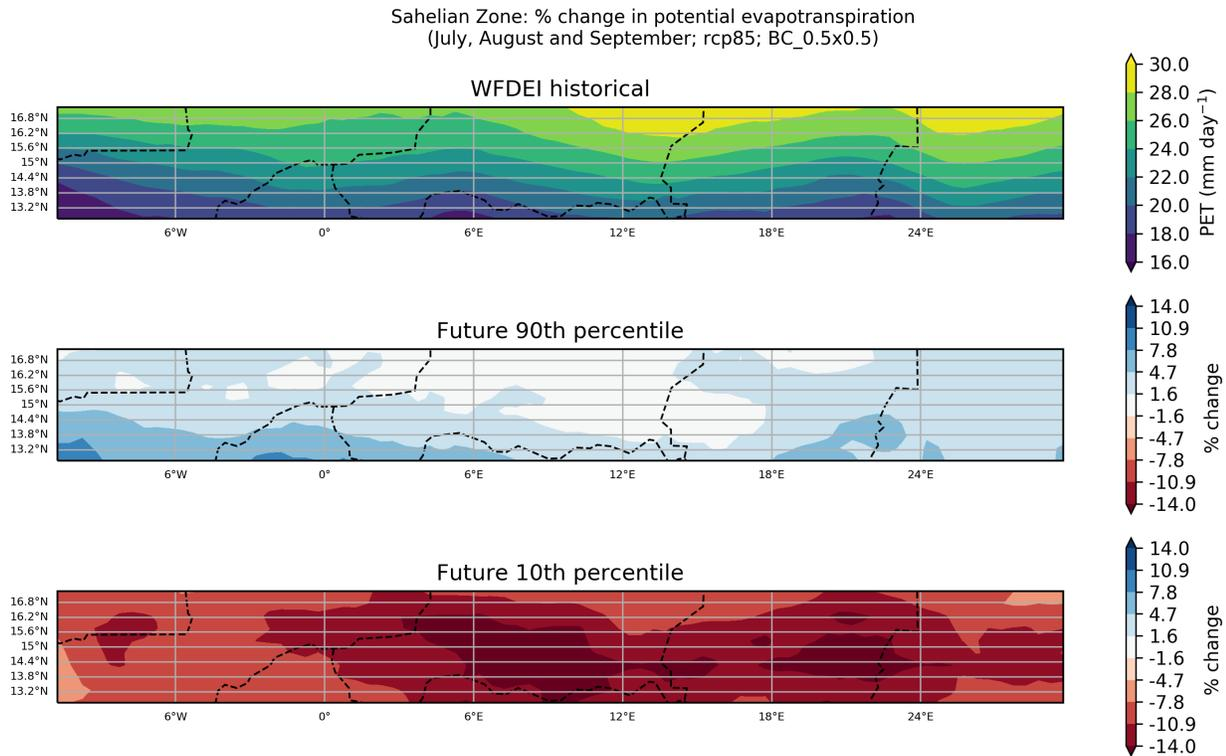 Sahelian Zone: % change in potential evapotranspiration
(July, August and September; rcp85; BC_0.5x0.5)
WFDEI historical
16.8°N
16.2°N
15.6°N
15°N
14.4°N
13.8°N
13.2°N
6°W 0° 6°E 12°E 18°E 24°E
30.0
28.0
26.0
24.0
22.0
20.0
18.0
16.0
PET (mm day⁻¹)
Future 90th percentile
16.8°N
16.2°N
15.6°N
15°N
14.4°N
13.8°N
13.2°N
6°W 0° 6°E 12°E 18°E 24°E
14.0
10.9
7.8
4.7
1.6
-1.6
-4.7
-7.8
-10.9
-14.0
% change
Future 10th percentile
16.8°N
16.2°N
15.6°N
15°N
14.4°N
13.8°N
13.2°N
6°W 0° 6°E 12°E 18°E 24°E
14.0
10.9
7.8
4.7
1.6
-1.6
-4.7
-7.8
-10.9
-14.0
% change